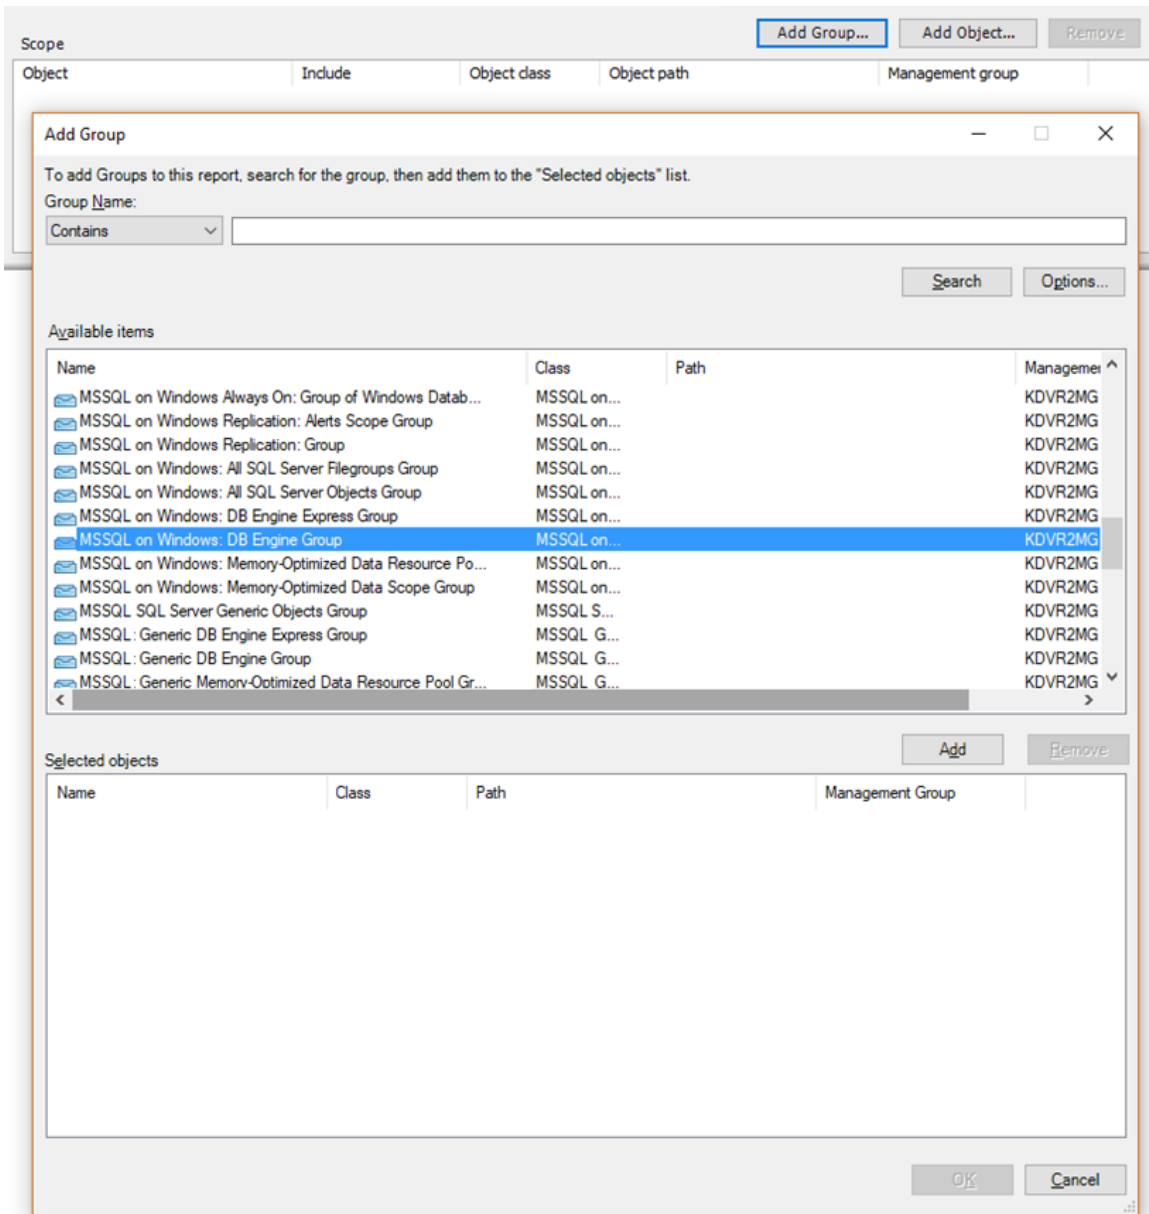 Add Group... Add Object... Remove
Scope
Object Include Object class Object path Management group
Add Group
To add Groups to this report, search for the group, then add them to the "Selected objects" list.
Group Name:
Contains
Search Options...
Available items
Name Class Path Managemer
MSSQL on Windows Always On: Group of Windows Datab... MSSQL on... KDVR2MG
MSSQL on Windows Replication: Alerts Scope Group MSSQL on... KDVR2MG
MSSQL on Windows Replication: Group MSSQL on... KDVR2MG
MSSQL on Windows: All SQL Server Filegroups Group MSSQL on... KDVR2MG
MSSQL on Windows: All SQL Server Objects Group MSSQL on... KDVR2MG
MSSQL on Windows: DB Engine Express Group MSSQL on... KDVR2MG
MSSQL on Windows: DB Engine Group MSSQL on... KDVR2MG
MSSQL on Windows: Memory-Optimized Data Resource Po... MSSQL on... KDVR2MG
MSSQL on Windows: Memory-Optimized Data Scope Group MSSQL on... KDVR2MG
MSSQL SQL Server Generic Objects Group MSSQL S... KDVR2MG
MSSQL: Generic DB Engine Express Group MSSQL G... KDVR2MG
MSSQL: Generic DB Engine Group MSSQL G... KDVR2MG
MSSQL: Generic Memory-Optimized Data Resource Pool Gr... MSSQL G... KDVR2MG
Add Remove
Selected objects
Name Class Path Management Group
OK Cancel